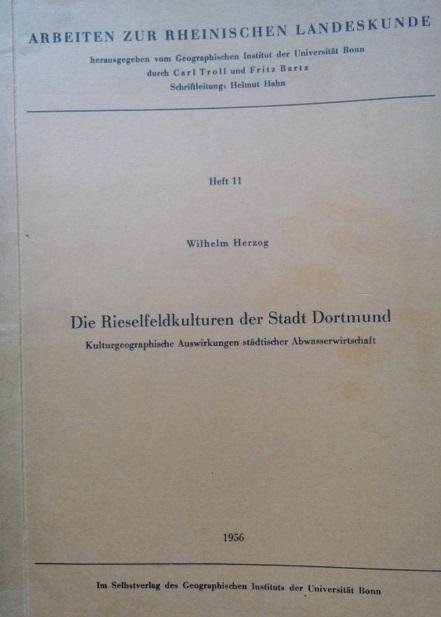 ARBEITEN ZUR RHEINISCHEN LANDESKUNDE
herausgegeben vom Geographischen Institut der Universität Bonn
durch Carl Troll und Fritz Bartz
Schriftleitung: Helmut Hahn
Heft 11
Wilhelm Herzog
Die Rieselfeldkulturen der Stadt Dortmund
Kulturgeographische Auswirkungen städtischer Abwasserwirtschaft
1956
Im Selbstverlag des Geographischen Instituts der Universität Bonn